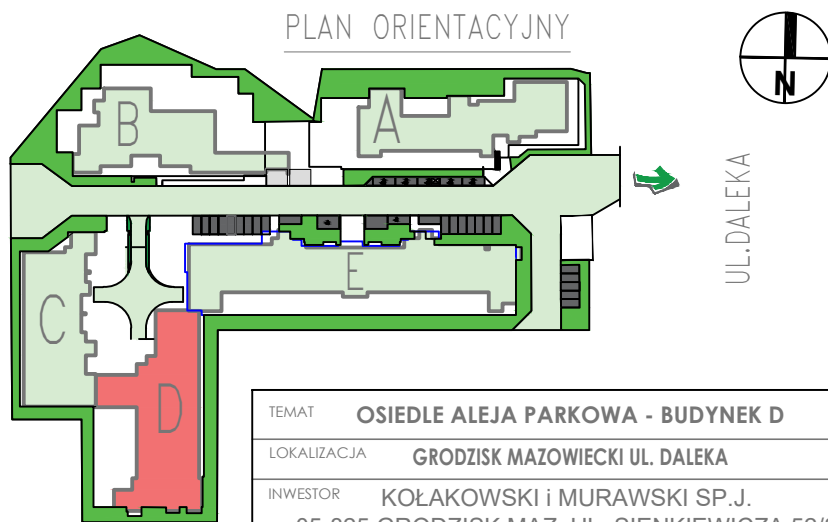 PLAN ORIENTACYJNY
N
B
A
UL.DALEKA
E
C
D
TEMAT OSIEDLE ALEJA PARKOWA - BUDYNEK D
LOKALIZACJA GRODZISK MAZOWIECKI UL. DALEKA
INWESTOR KOŁAKOWSKI i MURAWSKI SP.J.